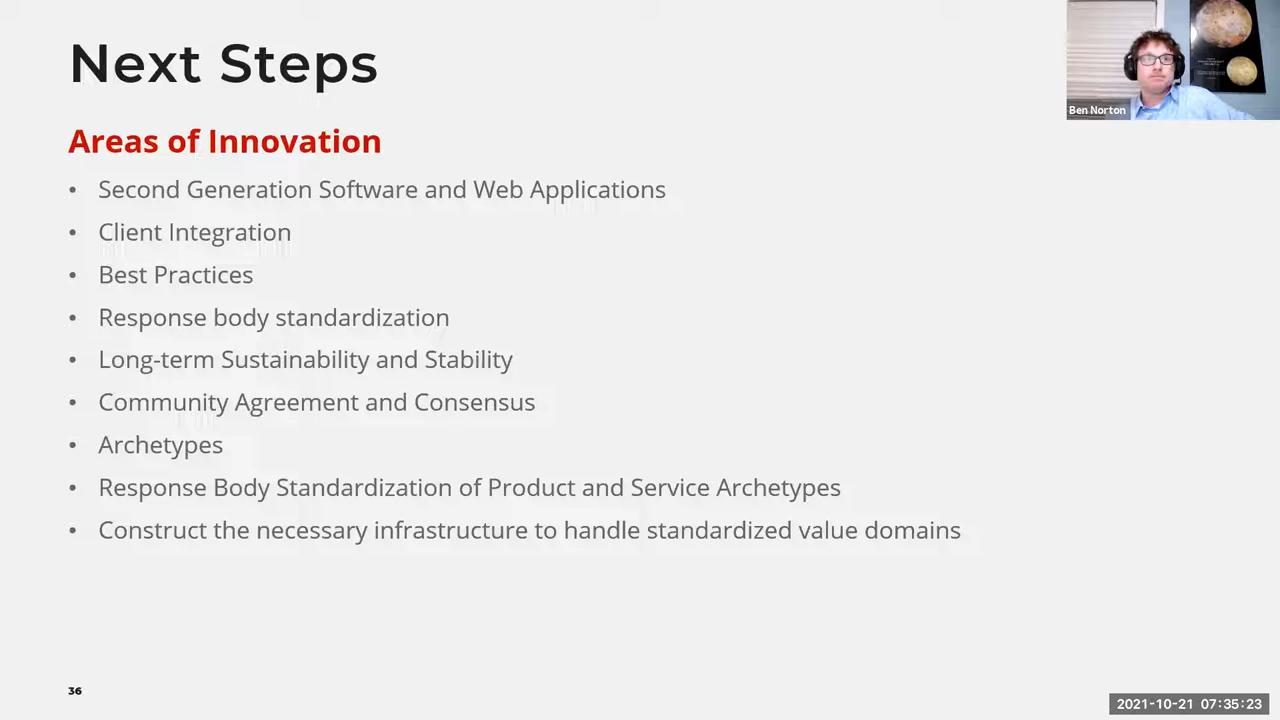 Next Steps
Areas of Innovation
• Second Generation Software and Web Applications
• Client Integration
• Best Practices
• Response body standardization
• Long-term Sustainability and Stability
• Community Agreement and Consensus
• Archetypes
• Response Body Standardization of Product and Service Archetypes
• Construct the necessary infrastructure to handle standardized value domains
Ben Norton
36
2021-10-21 07:35:23